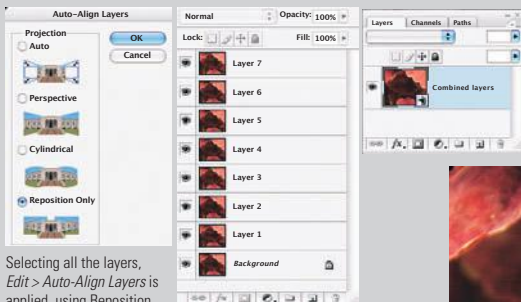 Auto-Align Layers
Projection
Auto
OK
Cancel
Perspective
Cylindrical
Reposition Only
Selecting all the layers,
Edit > Auto-Align Layers is
applied, using Reposition
Normal
Opacity: 100%
Lock:
Fill: 100%
Layer 7
Layer 6
Layer 5
Layer 4
Layer 3
Layer 2
Layer 1
Background
Layers Channels Paths
Combined layers